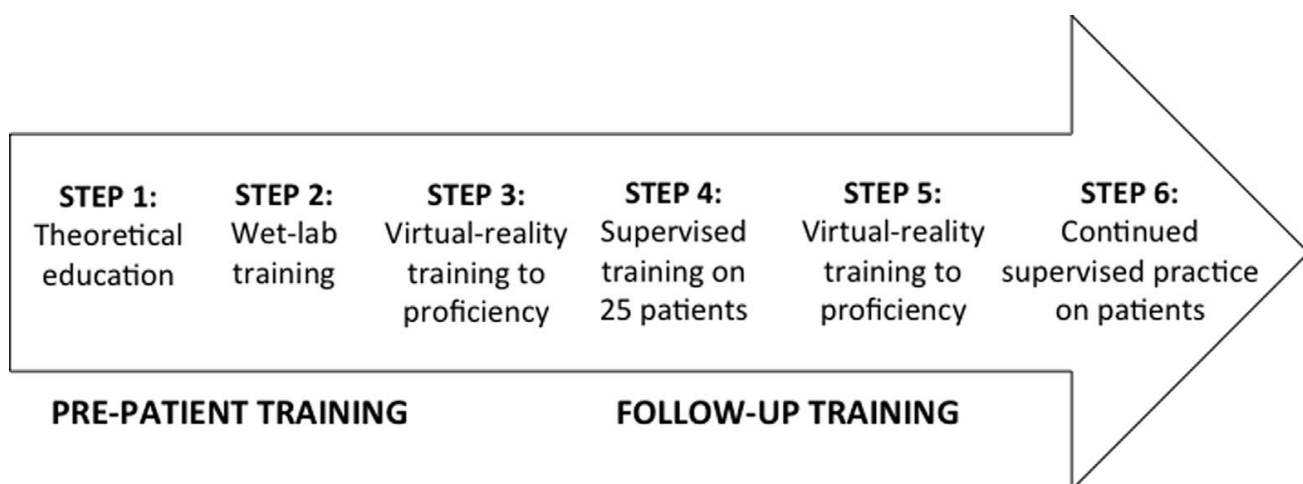 STEP 1:
Theoretical
education
STEP 2:
Wet-lab
training
STEP 3:
Virtual-reality
training to
proficiency
STEP 4:
Supervised
training on
25 patients
STEP 5:
Virtual-reality
training to
proficiency
STEP 6:
Continued
supervised practice
on patients
PRE-PATIENT TRAINING
FOLLOW-UP TRAINING